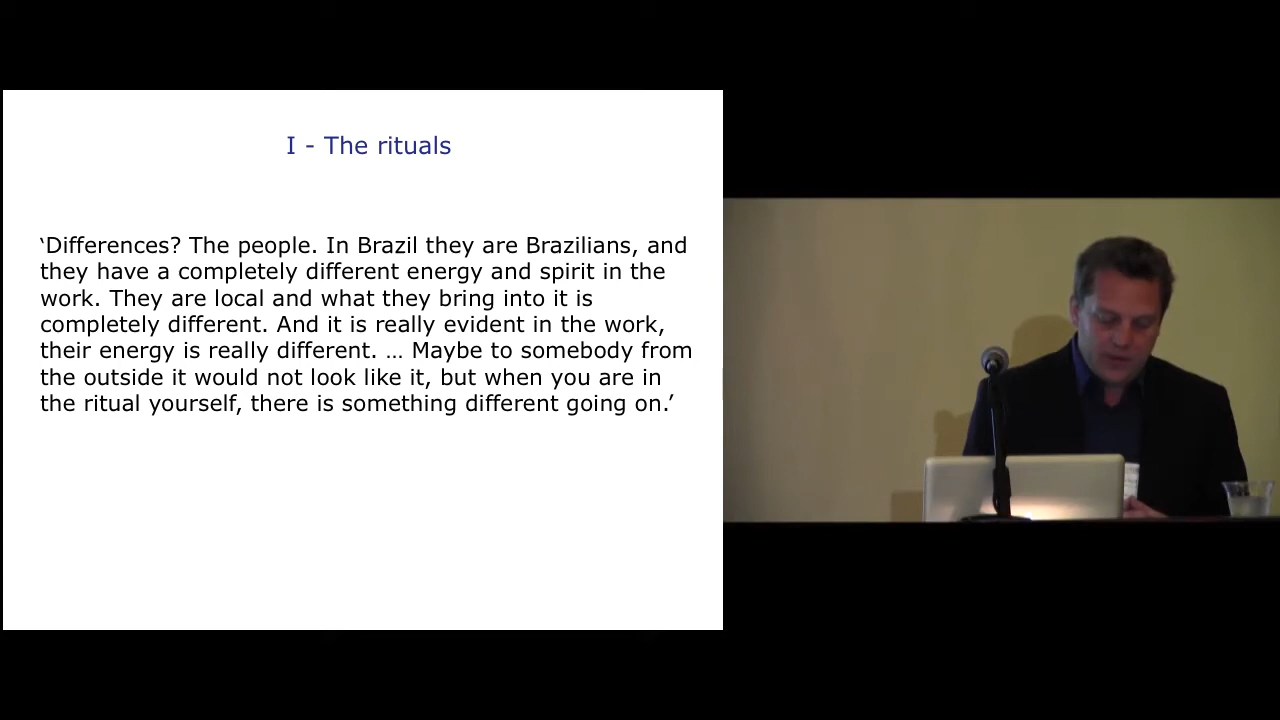 I - The rituals
‘Differences? The people. In Brazil they are Brazilians, and
they have a completely different energy and spirit in the
work. They are local and what they bring into it is
completely different. And it is really evident in the work,
their energy is really different. … Maybe to somebody from
the outside it would not look like it, but when you are in
the ritual yourself, there is something different going on.’